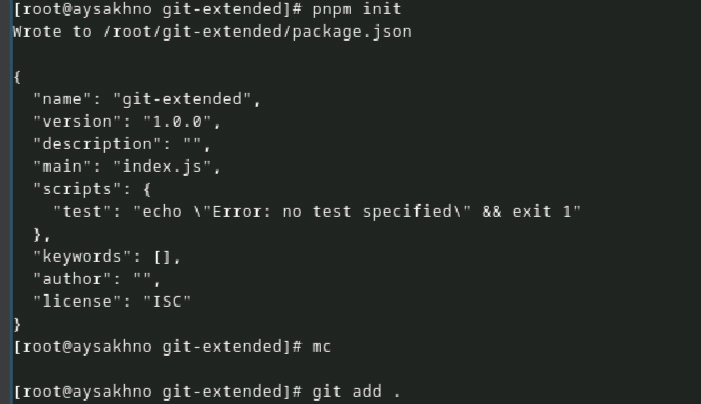 [root@aysakhno git-extended]# pnpm init
Wrote to /root/git-extended/package.json
{
"name": "git-extended",
"version": "1.0.0",
"description": "",
"main": "index.js",
"scripts": {
"test": "echo \"Error: no test specified\" && exit 1"
},
"keywords": [],
"author": "",
"license": "ISC"
}
[root@aysakhno git-extended]# mc
[root@aysakhno git-extended]# git add .